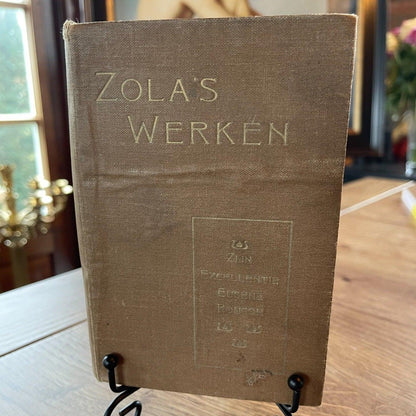 ZOLA'S
WERKEN
ZIJN
EXCELLENTIE
EUGÈNE
ROUGON